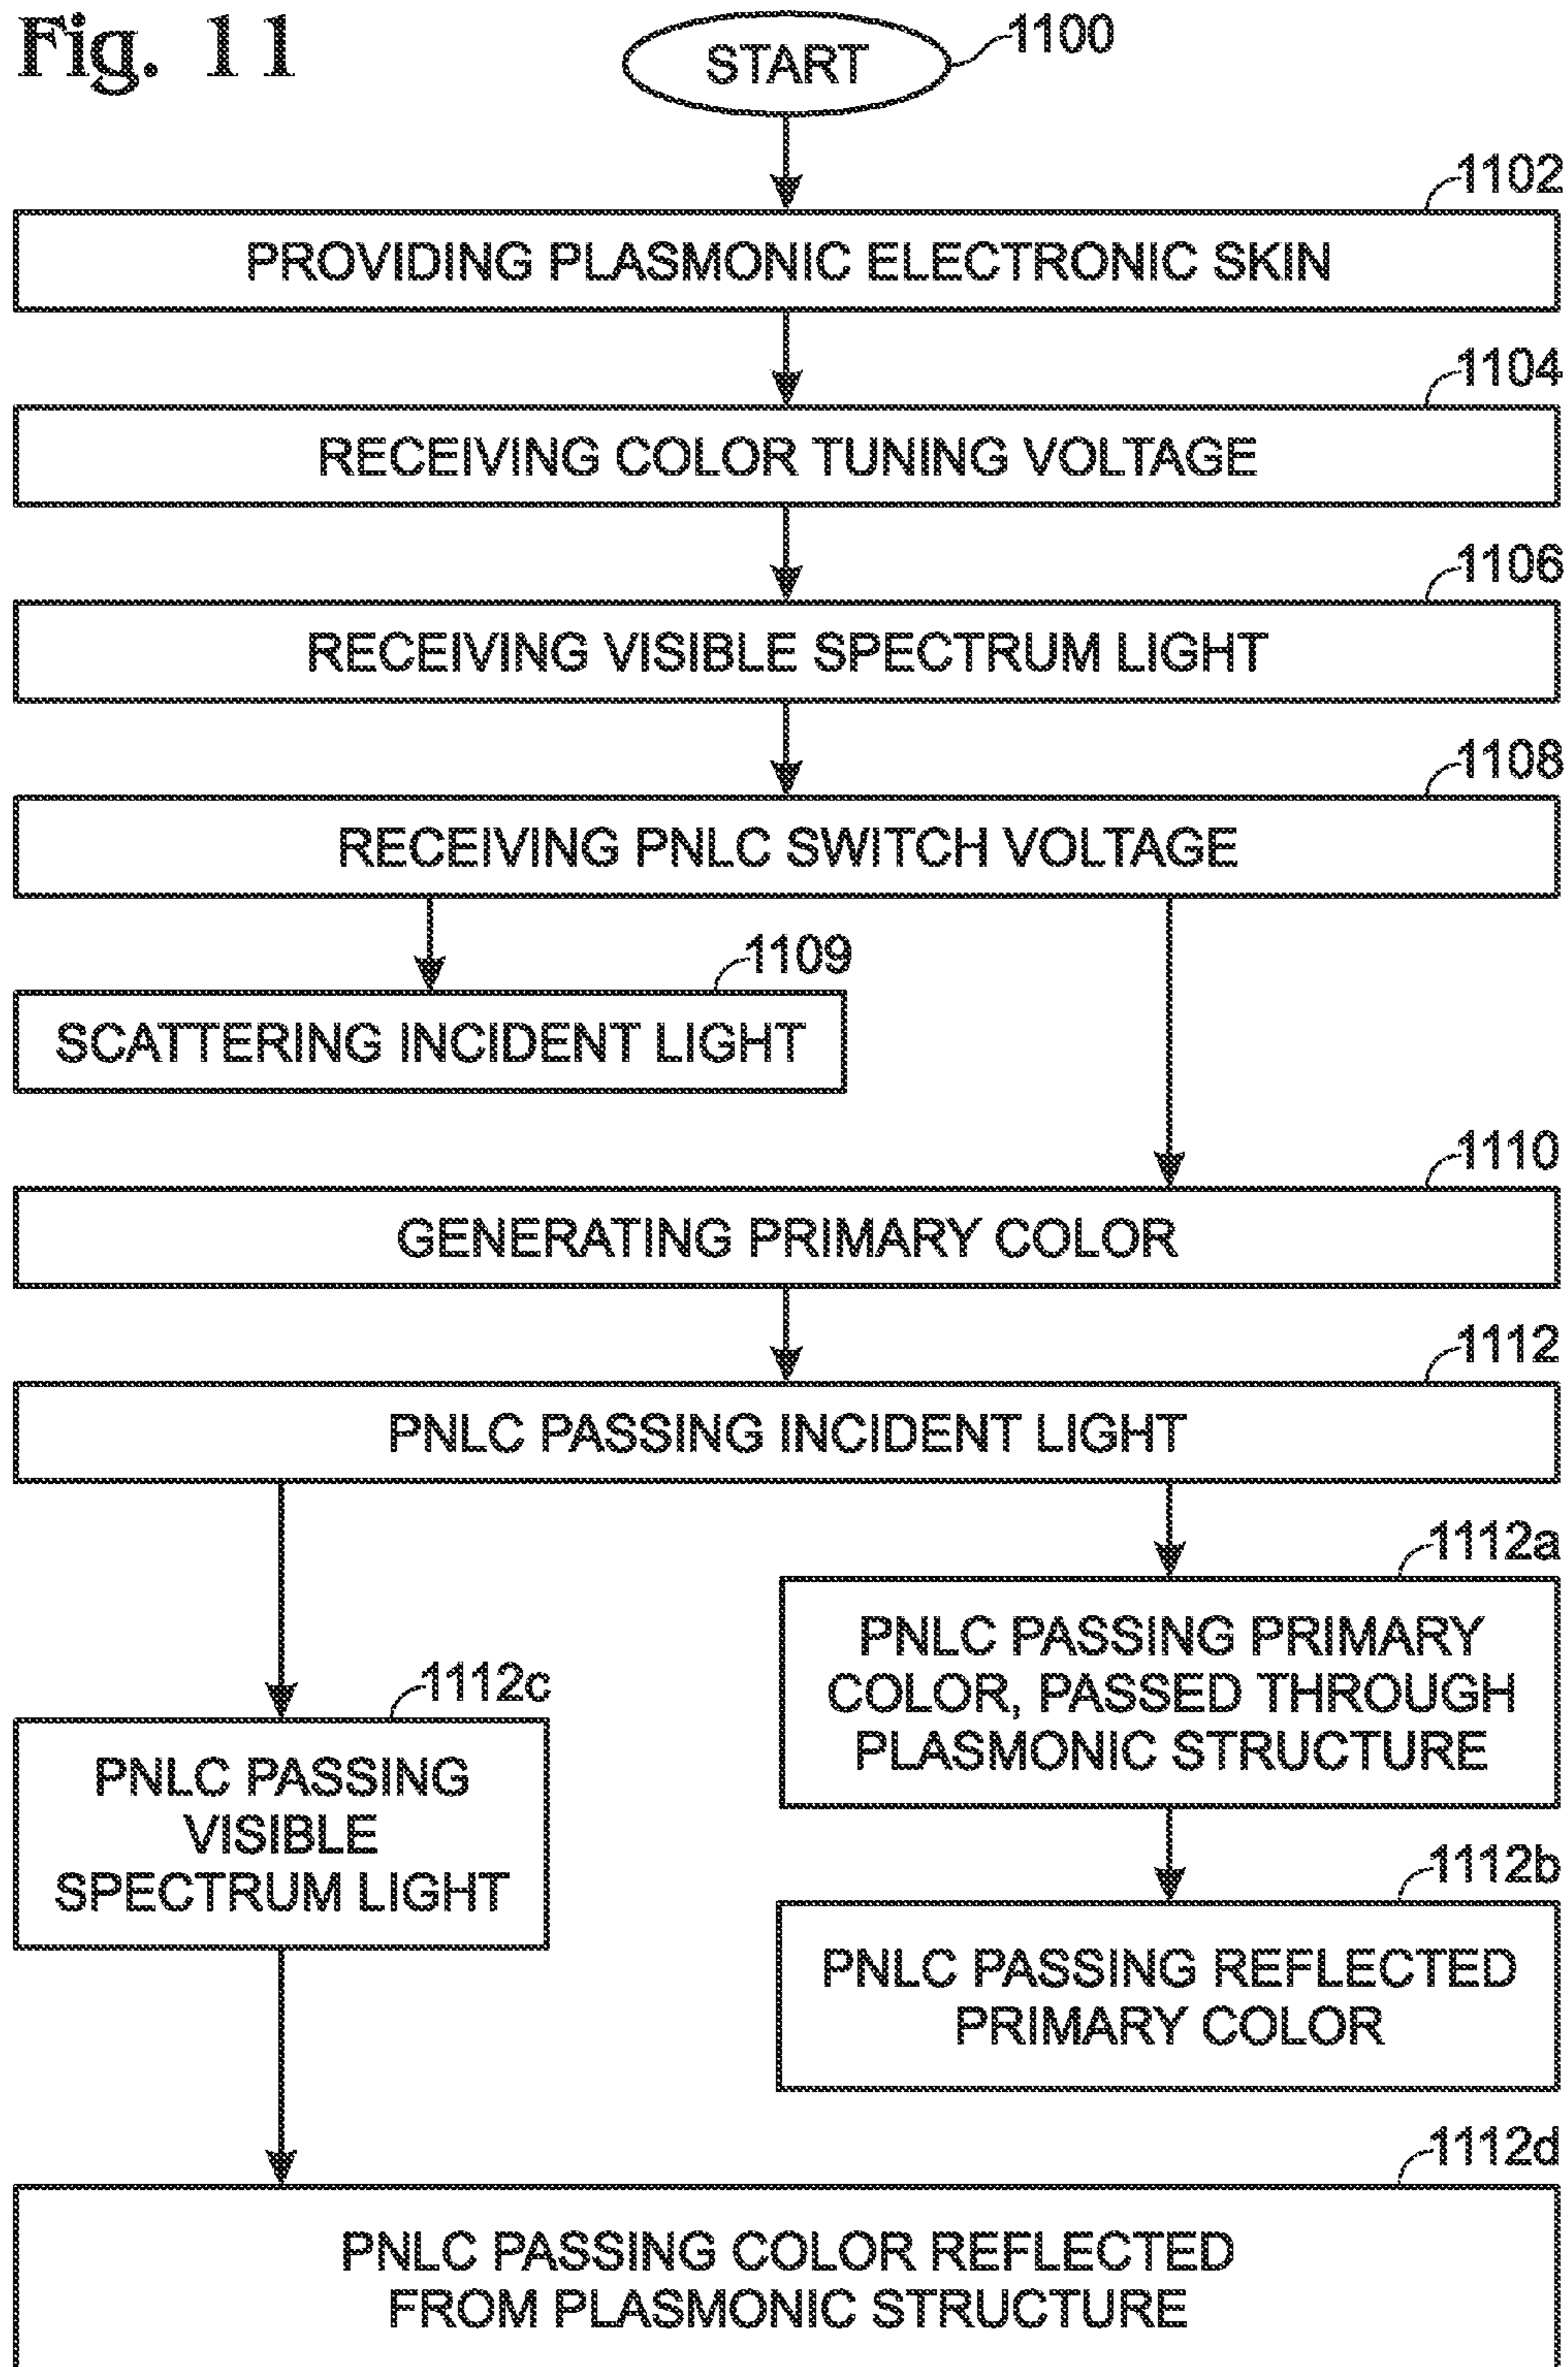 Fig. 11
START
1100
1102
PROVIDING PLASMONIC ELECTRONIC SKIN
1104
RECEIVING COLOR TUNING VOLTAGE
1106
RECEIVING VISIBLE SPECTRUM LIGHT
1108
RECEIVING PNLC SWITCH VOLTAGE
1109
SCATTERING INCIDENT LIGHT
1110
GENERATING PRIMARY COLOR
1112
PNLC PASSING INCIDENT LIGHT
1112a
PNLC PASSING PRIMARY
COLOR, PASSED THROUGH
PLASMONIC STRUCTURE
1112c
PNLC PASSING
VISIBLE
SPECTRUM LIGHT
1112b
PNLC PASSING REFLECTED
PRIMARY COLOR
1112d
PNLC PASSING COLOR REFLECTED
FROM PLASMONIC STRUCTURE